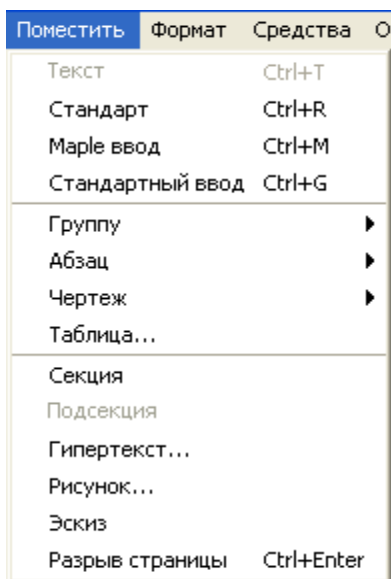 Поместить Формат Средства О
Текст Ctrl+T
Стандарт Ctrl+R
Maple ввод Ctrl+M
Стандартный ввод Ctrl+G
Группу
Абзац
Чертеж
Таблица...
Секция
Подсекция
Гипертекст...
Рисунок...
Эскиз
Разрыв страницы Ctrl+Enter